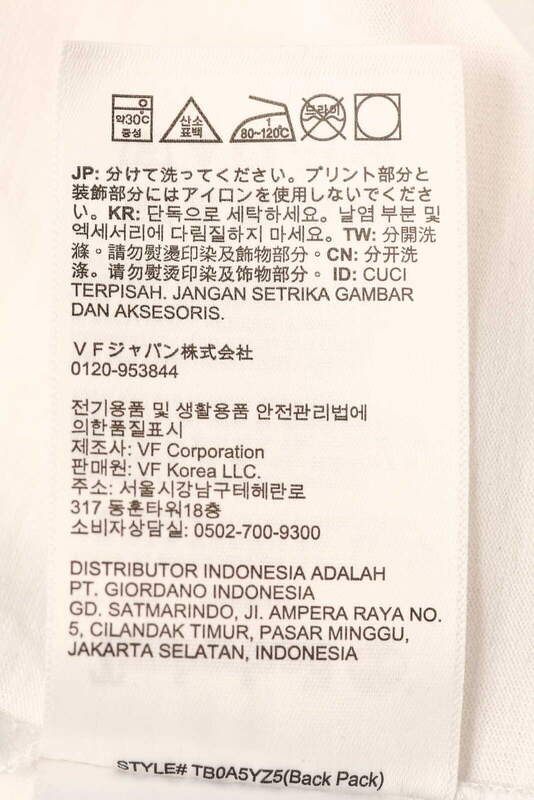 약30℃
중성
산소
표백
1
80~120℃
드라이
JP: 分けて洗ってください。プリント部分と
装飾部分にはアイロンを使用しないでくださ
い。KR: 단독으로 세탁하세요. 날염 부분 및
엑세서리에 다림질하지 마세요. TW: 分開洗
滌。請勿熨燙印染及飾物部分。CN: 分开洗
涤。请勿熨烫印染及饰物部分。ID: CUCI
TERPISAH. JANGAN SETRIKA GAMBAR
DAN AKSESORIS.
VFジャパン株式会社
0120-953844
전기용품 및 생활용품 안전관리법에
의한품질표시
제조사: VF Corporation
판매원: VF Korea LLC.
주소: 서울시강남구테헤란로
317 동훈타워18층
소비자상담실: 0502-700-9300
DISTRIBUTOR INDONESIA ADALAH
PT. GIORDANO INDONESIA
GD. SATMARINDO, JI. AMPERA RAYA NO.
5, CILANDAK TIMUR, PASAR MINGGU,
JAKARTA SELATAN, INDONESIA
STYLE# TB0A5YZ5(Back Pack)